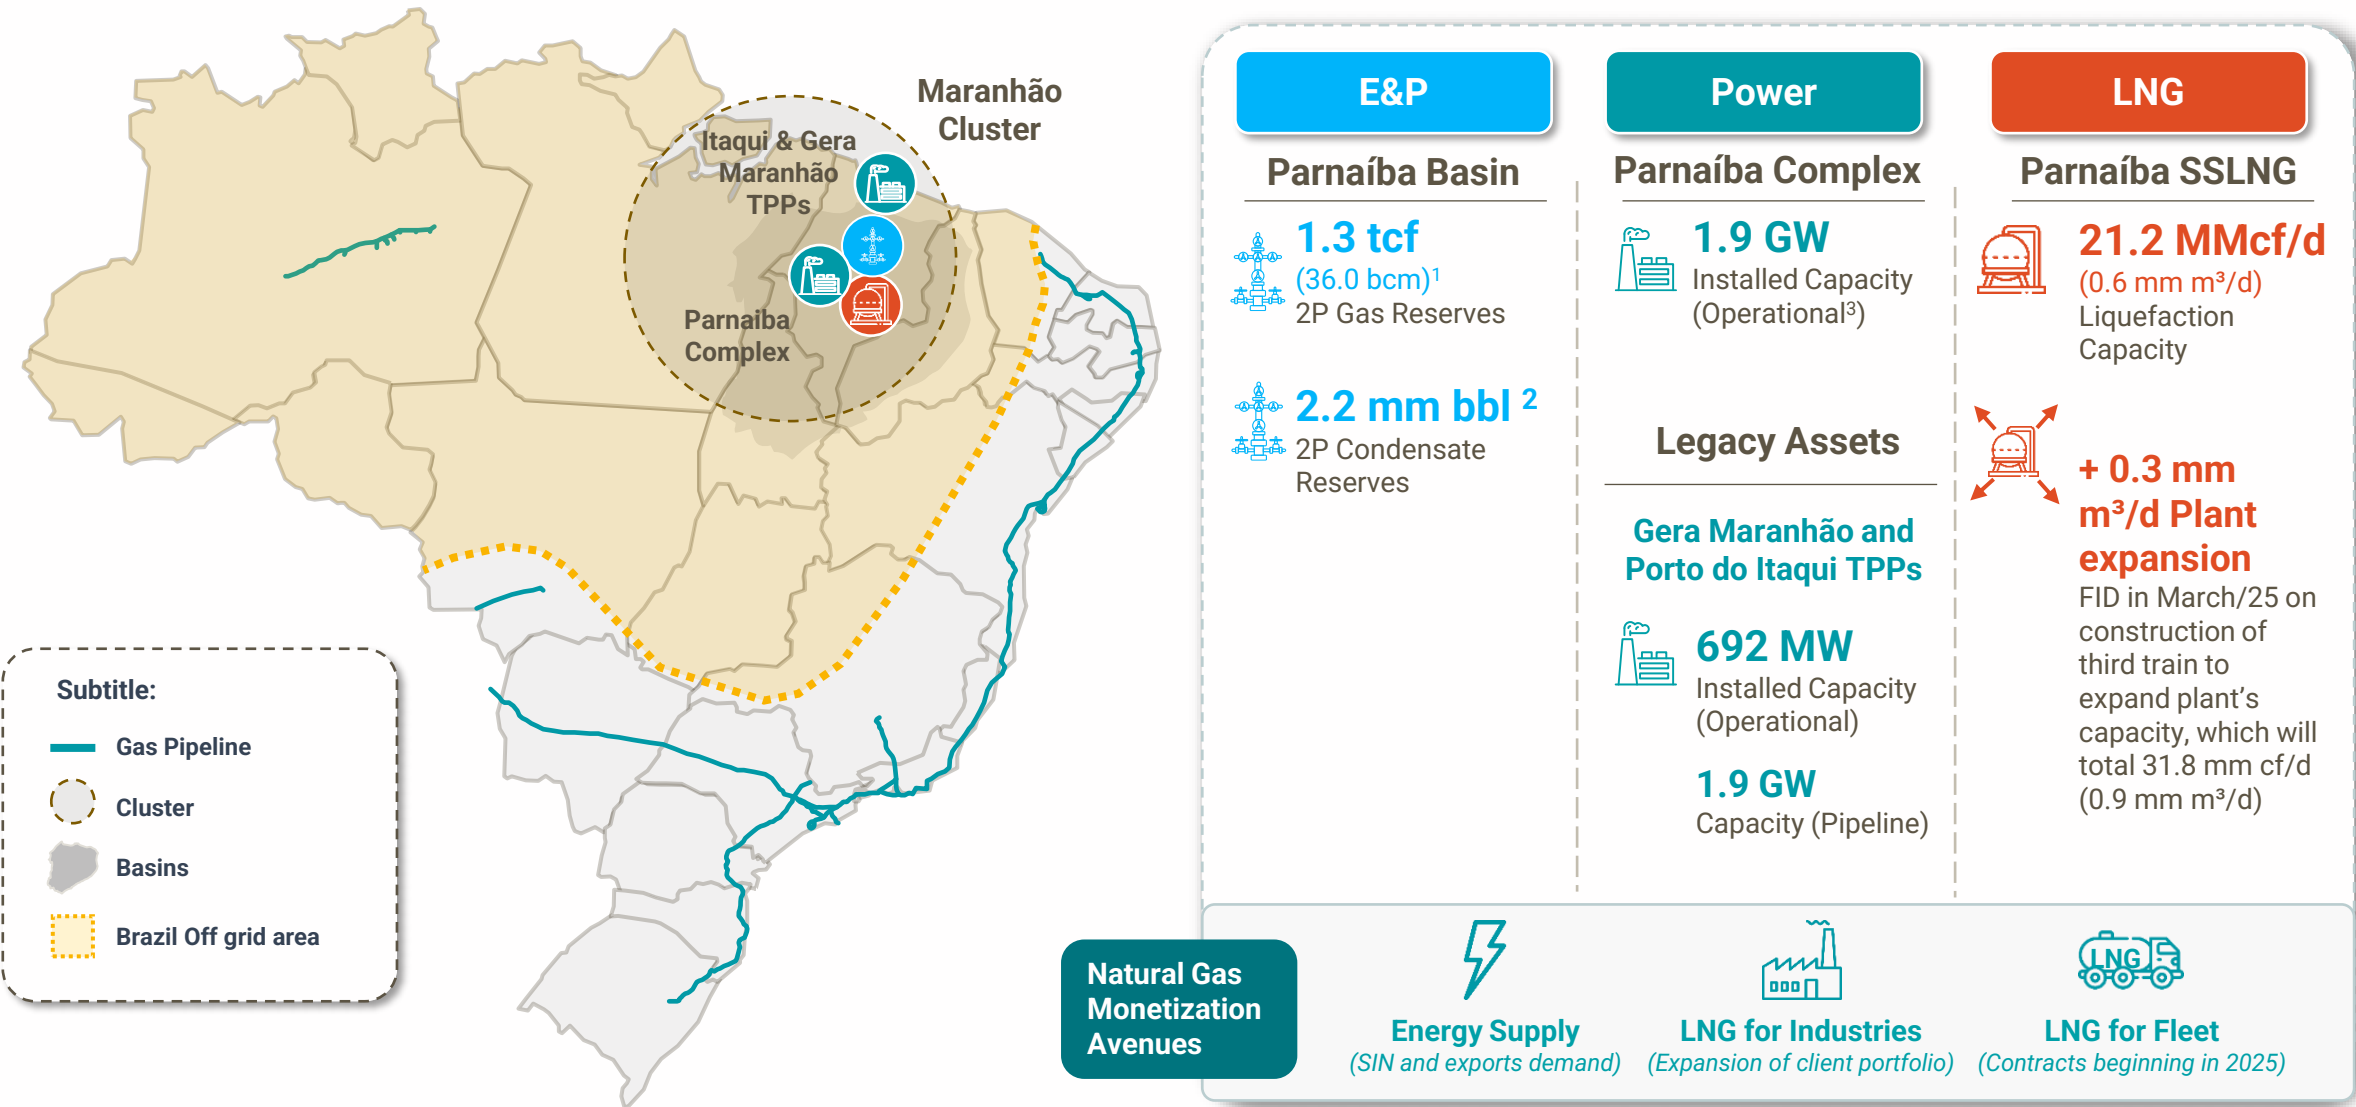 Maranhão
Cluster
Itaqui & Gera
Maranhão
TPPs
Parnaiba
Complex
Subtitle:
Gas Pipeline
Cluster
Basins
Brazil Off grid area
E&P
Parnaíba Basin
1.3 tcf
(36.0 bcm)¹
2P Gas Reserves
2.2 mm bbl ²
2P Condensate
Reserves
Power
Parnaíba Complex
1.9 GW
Installed Capacity
(Operational³)
Legacy Assets
Gera Maranhão and
Porto do Itaqui TPPs
692 MW
Installed Capacity
(Operational)
1.9 GW
Capacity (Pipeline)
LNG
Parnaíba SSLNG
21.2 MMcf/d
(0.6 mm m³/d)
Liquefaction
Capacity
+ 0.3 mm
m³/d Plant
expansion
FID in March/25 on
construction of
third train to
expand plant’s
capacity, which will
total 31.8 mm cf/d
(0.9 mm m³/d)
Natural Gas
Monetization
Avenues
Energy Supply
(SIN and exports demand)
LNG for Industries
(Expansion of client portfolio)
LNG
LNG for Fleet
(Contracts beginning in 2025)